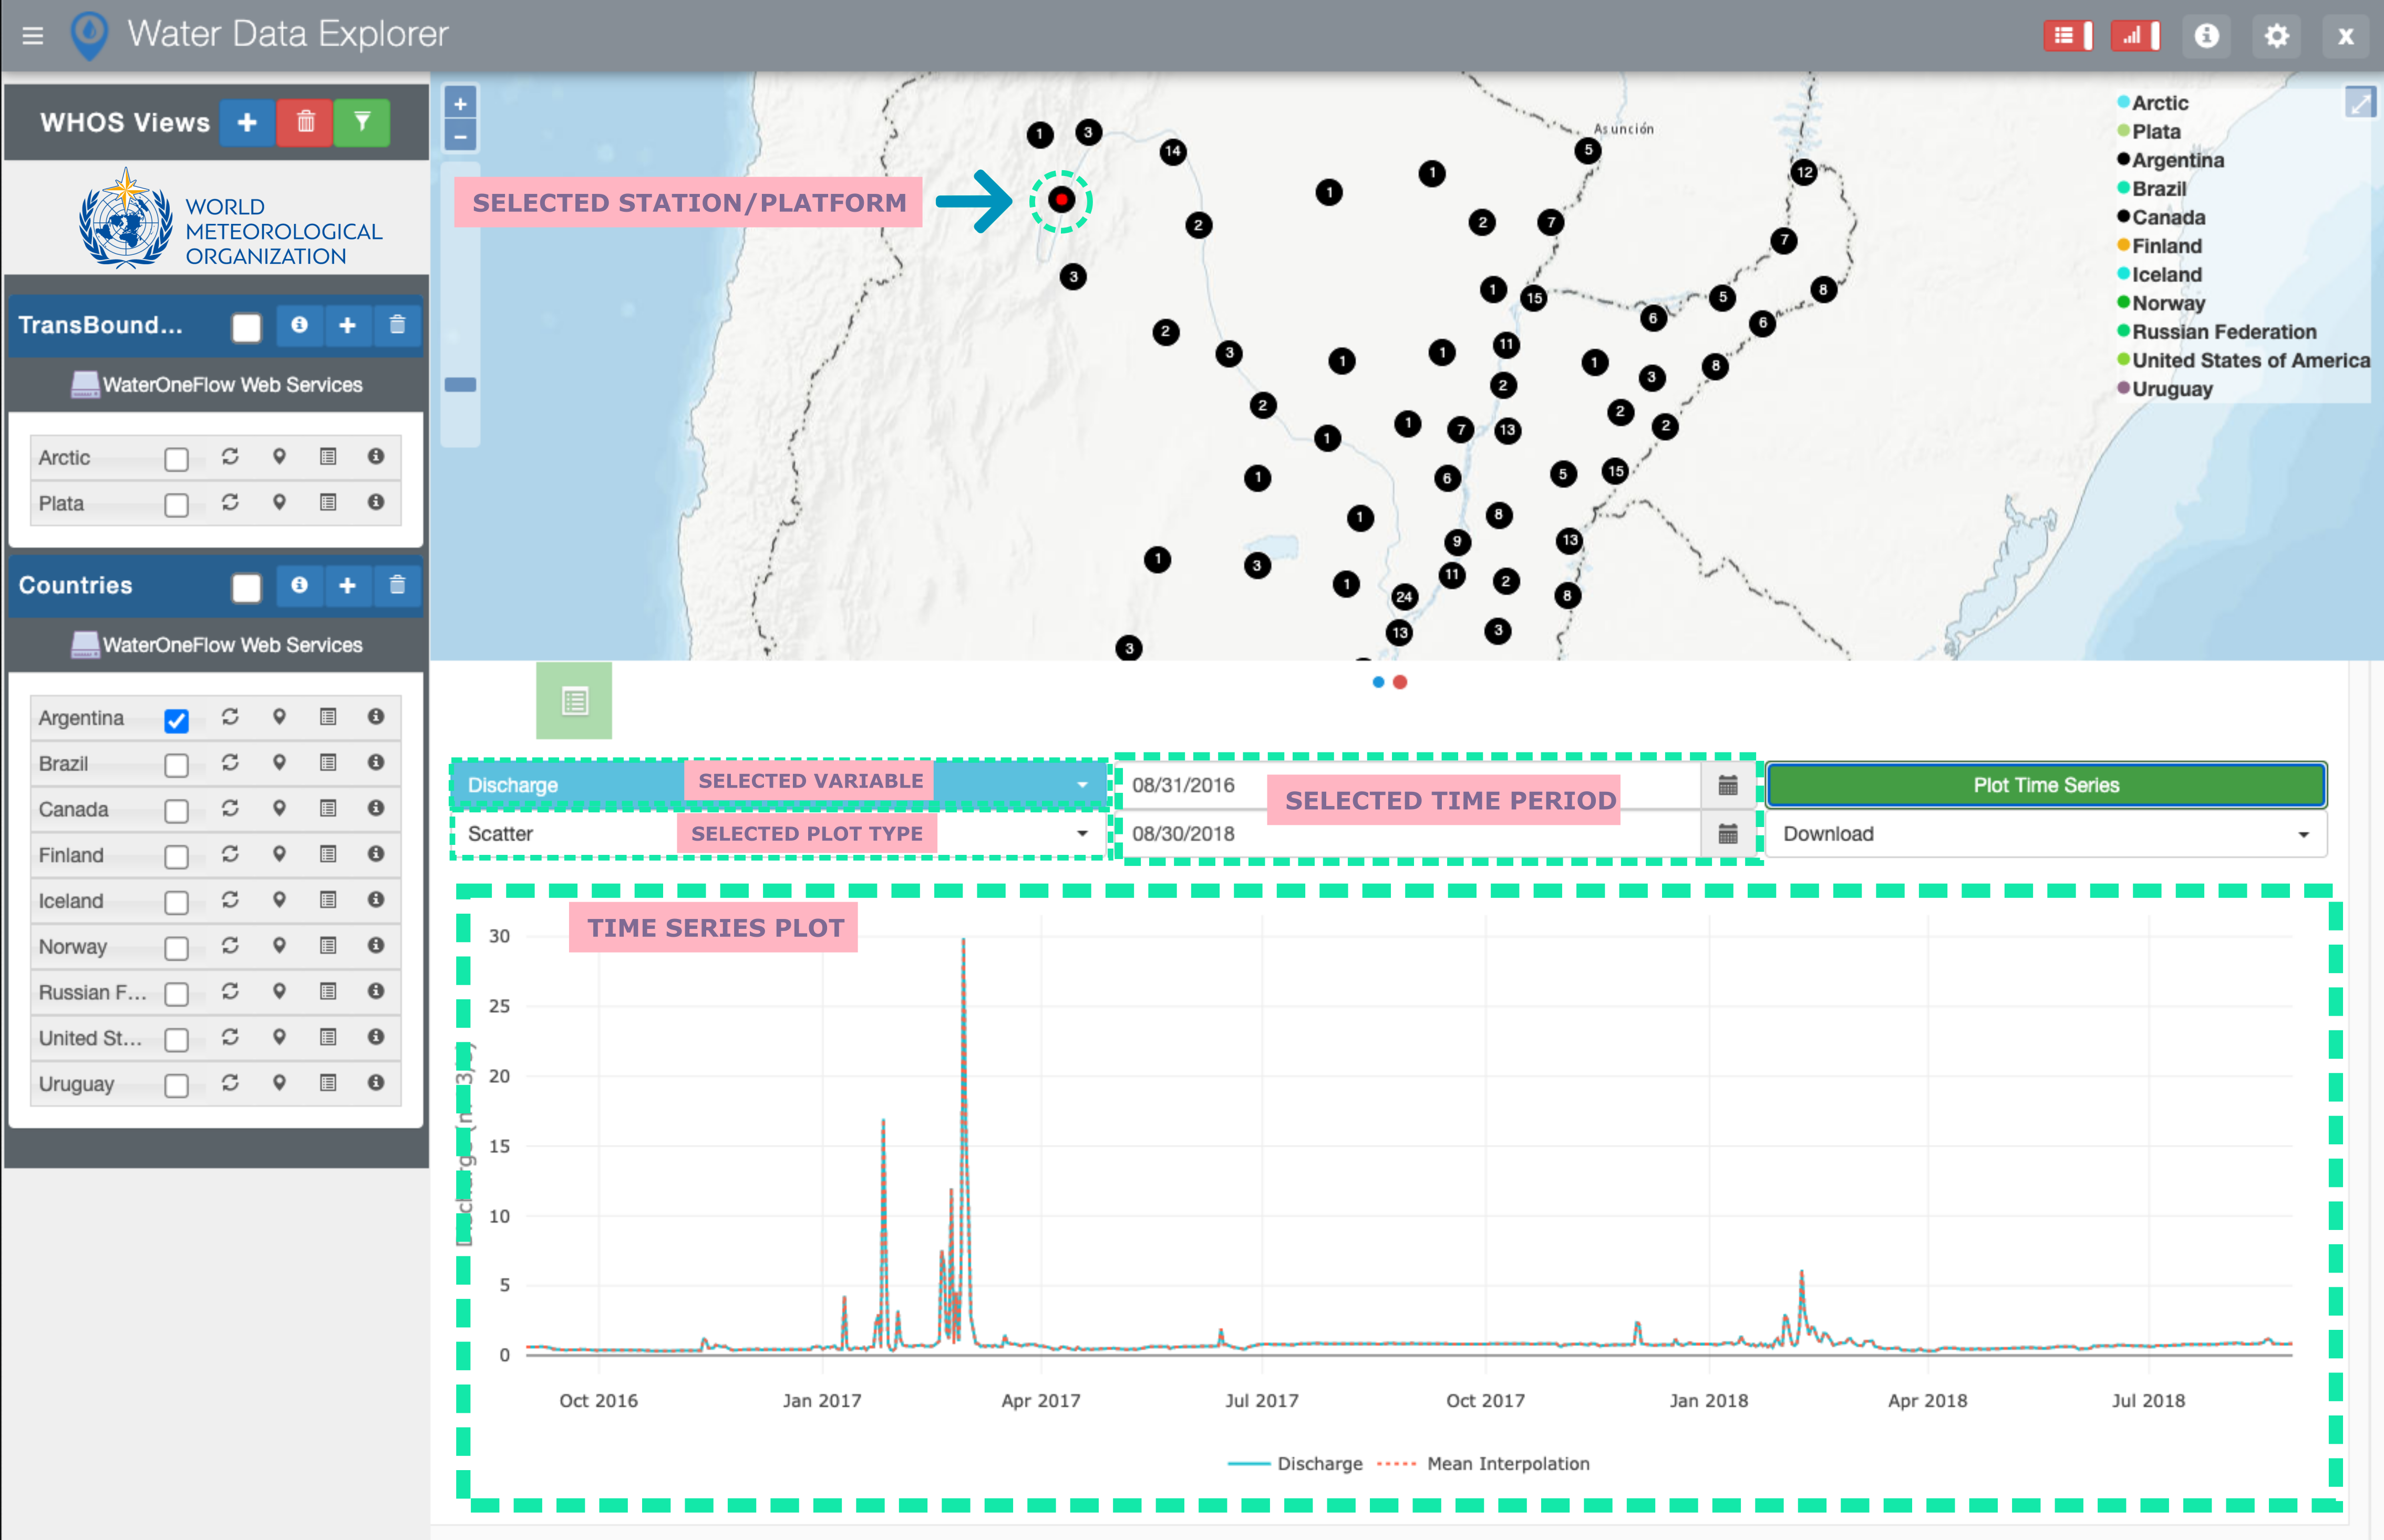 Water Data Explorer
X
WHOS Views
WORLD
METEOROLOGICAL
ORGANIZATION
TransBound...
WaterOneFlow Web Services
Arctic
Plata
Countries
WaterOneFlow Web Services
Argentina
Brazil
Canada
Finland
Iceland
Norway
Russian F...
United St...
Uruguay
+
−
SELECTED STATION/PLATFORM
Asunción
1
3
14
5
12
1
1
2
2
7
7
3
1
15
5
8
6
6
2
3
1
1
11
1
3
8
2
2
1
1
7
13
2
2
1
6
5
15
1
8
9
13
1
3
1
11
2
24
8
13
3
3
Arctic
Plata
Argentina
Brazil
Canada
Finland
Iceland
Norway
Russian Federation
United States of America
Uruguay
Discharge
SELECTED VARIABLE
Scatter
SELECTED PLOT TYPE
08/31/2016
SELECTED TIME PERIOD
08/30/2018
Plot Time Series
Download
TIME SERIES PLOT
30
25
20
15
10
5
0
Oct 2016
Jan 2017
Apr 2017
Jul 2017
Oct 2017
Jan 2018
Apr 2018
Jul 2018
Discharge
Mean Interpolation